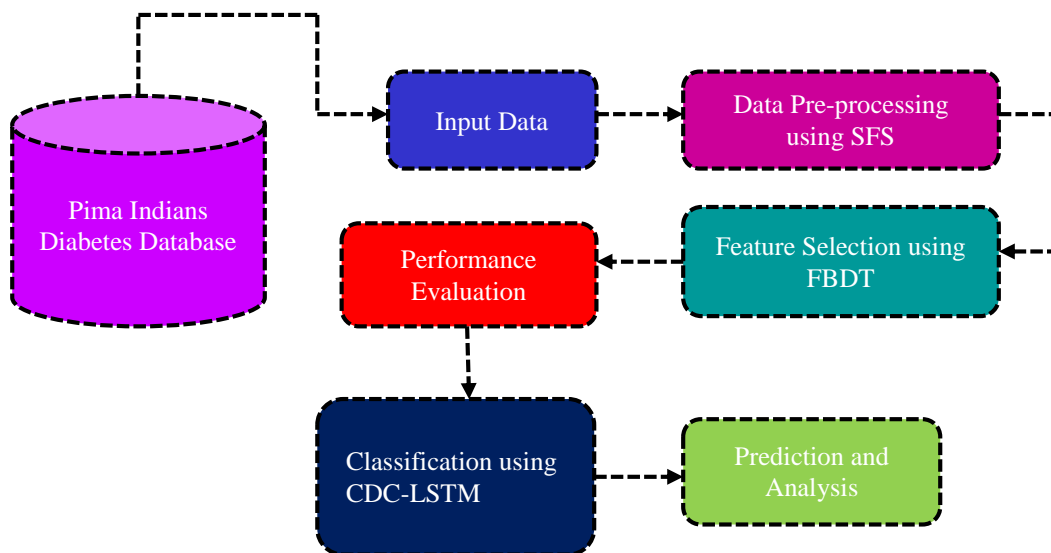 Pima Indians
Diabetes Database
Input Data
Data Pre-processing
using SFS
Feature Selection using
FBDT
Performance
Evaluation
Classification using
CDC-LSTM
Prediction and
Analysis